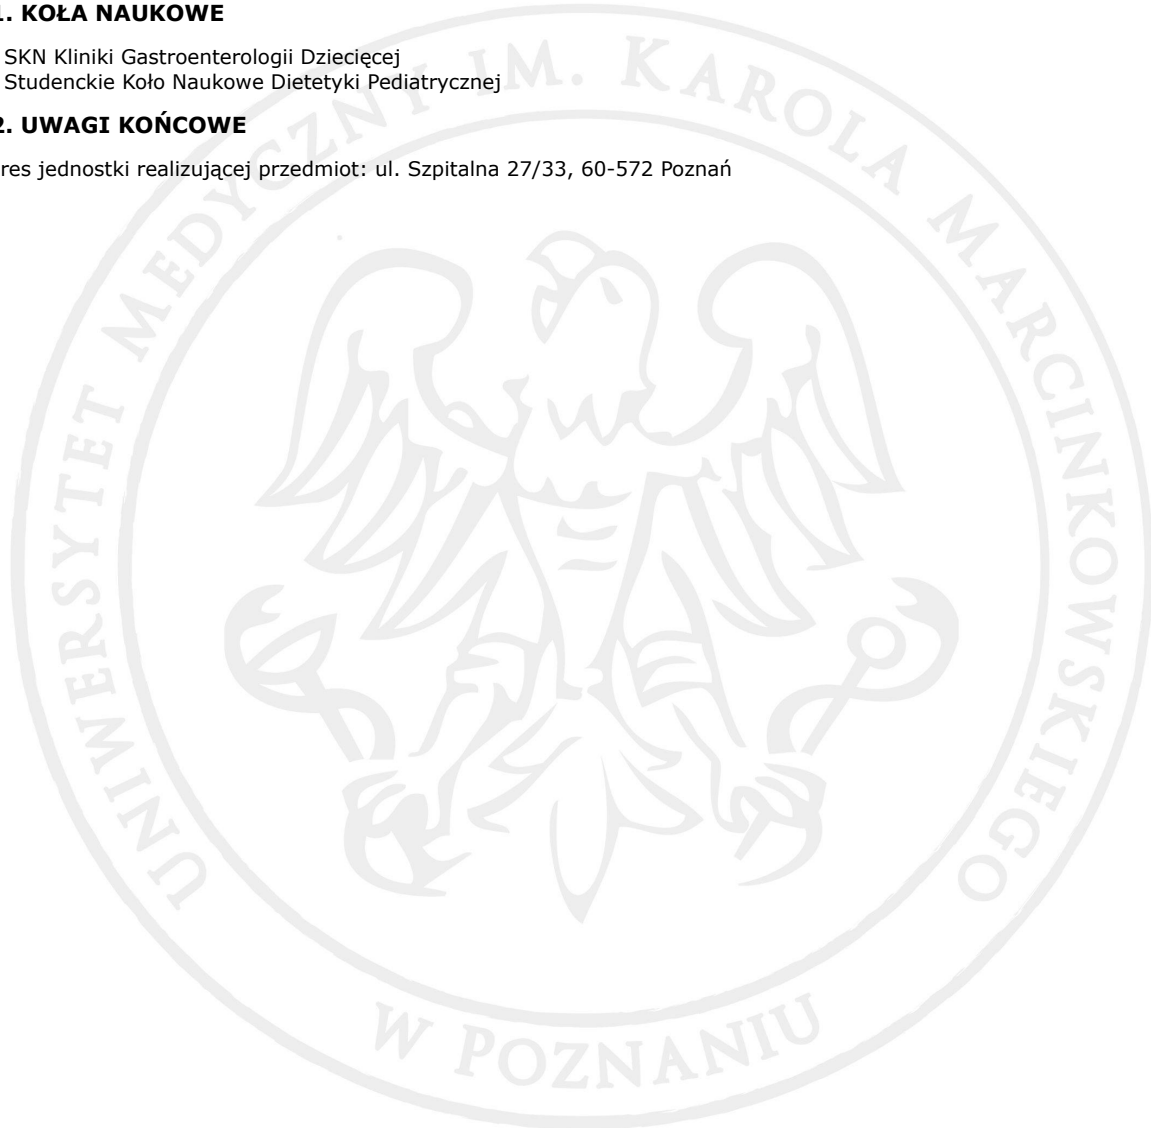 1. KOŁA NAUKOWE
SKN Kliniki Gastroenterologii Dziecięcej
Studenckie Koło Naukowe Dietetyki Pediatrycznej
2. UWAGI KOŃCOWE
res jednostki realizującej przedmiot: ul. Szpitalna 27/33, 60-572 Poznań
UNIWERSYTET MEDYCZNY IM. KAROLA MARCINKOWSKIEGO
W POZNANIU